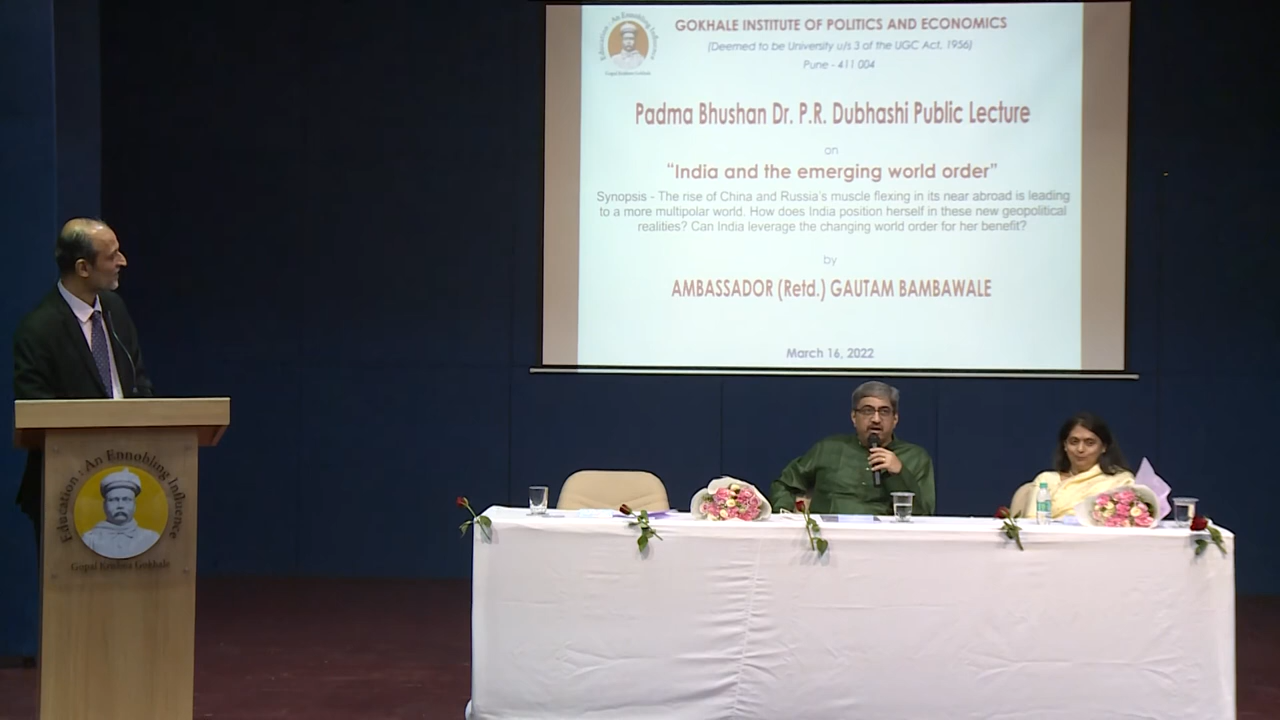 Education : An Ennobling Influence
Gopal Krishna Gokhale
GOKHALE INSTITUTE OF POLITICS AND ECONOMICS
(Deemed to be University u/s 3 of the UGC Act, 1956)
Pune - 411 004
Padma Bhushan Dr. P.R. Dubhashi Public Lecture
on
“India and the emerging world order”
Synopsis - The rise of China and Russia's muscle flexing in its near abroad is leading
to a more multipolar world. How does India position herself in these new geopolitical
realities? Can India leverage the changing world order for her benefit?
by
AMBASSADOR (Retd.) GAUTAM BAMBAWALE
March 16, 2022
Education : An Ennobling Influence
Gopal Krishna Gokhale